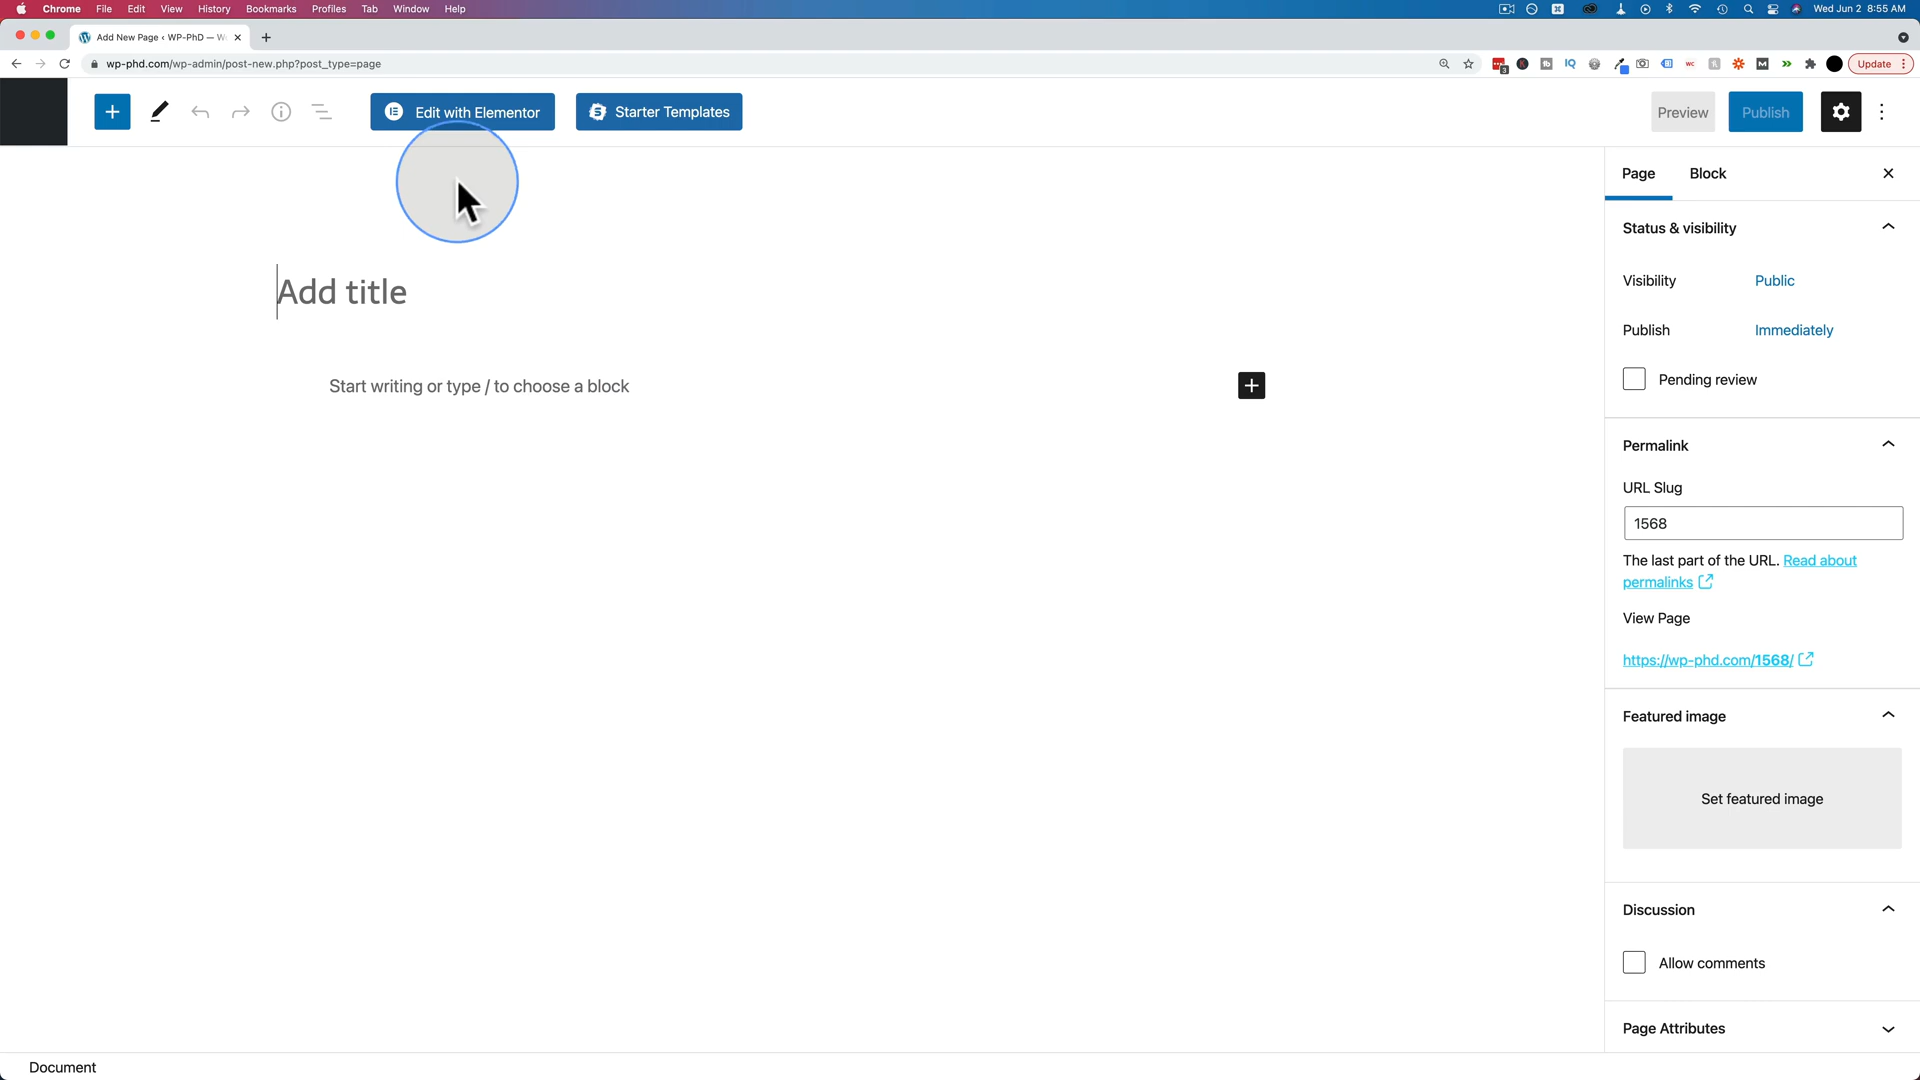 Chrome File Edit View History Bookmarks Profiles Tab Window Help
Wed Jun 2 8:55 AM
Add New Page ‹ WP-PhD —
wp-phd.com/wp-admin/post-new.php?post_type=page
3
IQ
WC
M
Update
Edit with Elementor
Starter Templates
Preview
Publish
Page
Block
Status & visibility
Add title
Visibility
Public
Publish
Immediately
Start writing or type / to choose a block
Pending review
Permalink
URL Slug
1568
The last part of the URL. Read about
permalinks
View Page
https://wp-phd.com/1568/
Featured image
Set featured image
Discussion
Allow comments
Page Attributes
Document